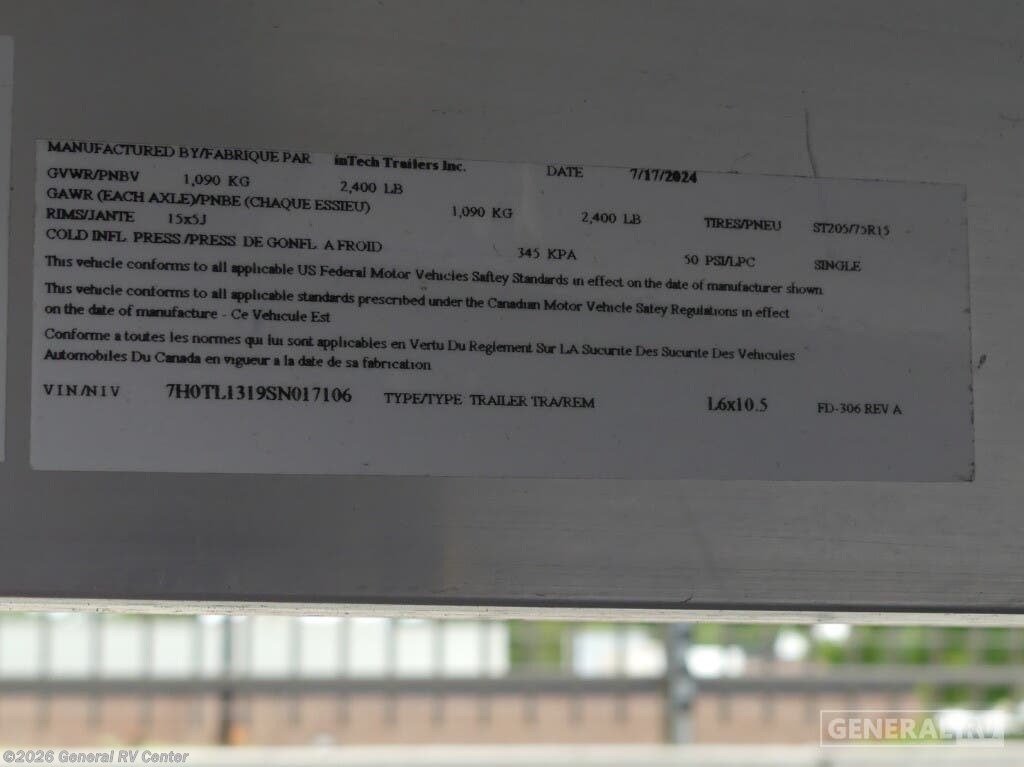 MANUFACTURED BY/FABRIQUE PAR inTech Trailers Inc. DATE 7/17/2024
GVWR/PNBV 1,090 KG 2,400 LB
GAWR (EACH AXLE)/PNBE (CHAQUE ESSIEU) 1,090 KG 2,400 LB TIRES/PNEU ST205/75R15
RIMS/JANTE 15x5J
COLD INFL PRESS /PRESS DE GONFL A FROID 345 KPA 50 PSI/LPC SINGLE
This vehicle conforms to all applicable US Federal Motor Vehicles Saftey Standards in effect on the date of manufacturer shown
This vehicle conforms to all applicable standards prescribed under the Canadian Motor Vehicle Satey Regulations in effect
on the date of manufacture - Ce Vehicule Est
Conforme a toutes les normes qui lui sont applicables en Vertu Du Reglement Sur LA Sucurite Des Sucurite Des Vehicules
Automobiles Du Canada en vigueur a la date de sa fabrication
VIN/NIV 7H0TL1319SN017106 TYPE/TYPE TRAILER TRA/REM L6x10.5 FD-306 REV A
GENERAL RV
©2026 General RV Center